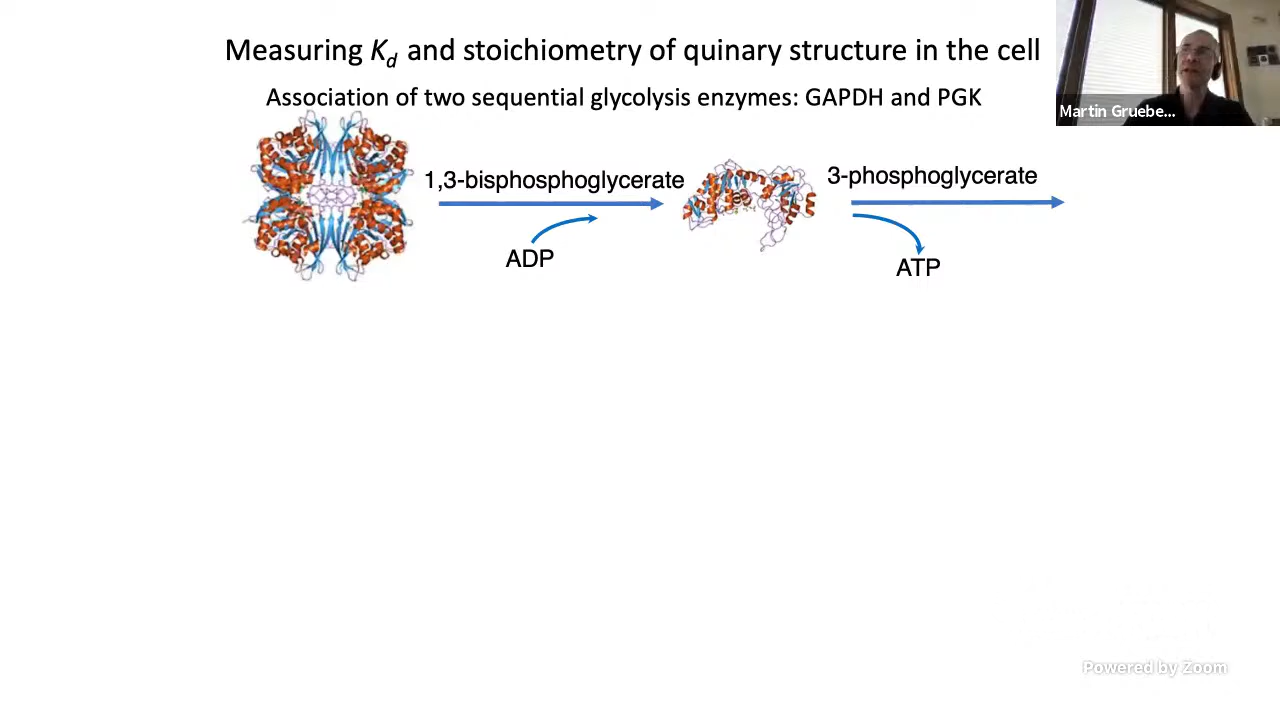 Measuring Kd and stoichiometry of quinary structure in the cell
Association of two sequential glycolysis enzymes: GAPDH and PGK
Martin Gruebe...
1,3-bisphosphoglycerate
3-phosphoglycerate
ADP
ATP
Powered by Zoom